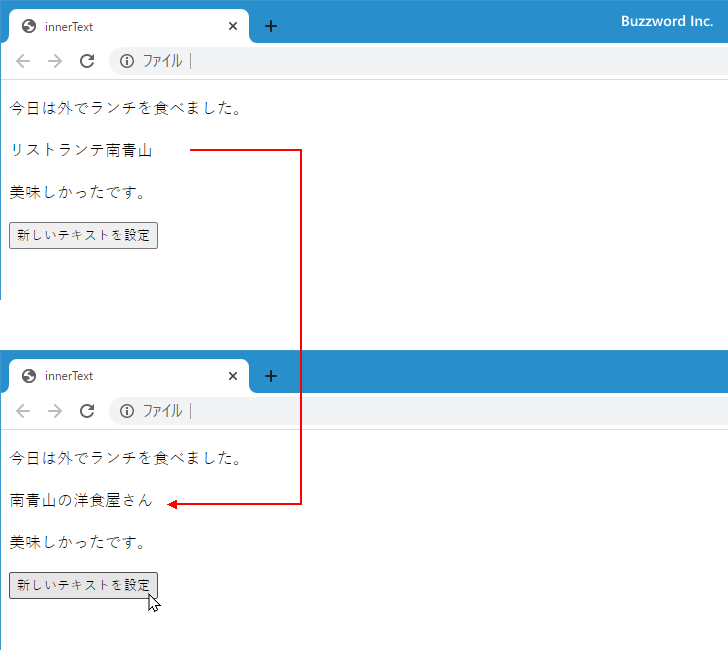 innerText
Buzzword Inc.
ファイル
今日は外でランチを食べました。
リストランテ南青山
美味しかったです。
新しいテキストを設定
innerText
ファイル
今日は外でランチを食べました。
南青山の洋食屋さん
美味しかったです。
新しいテキストを設定